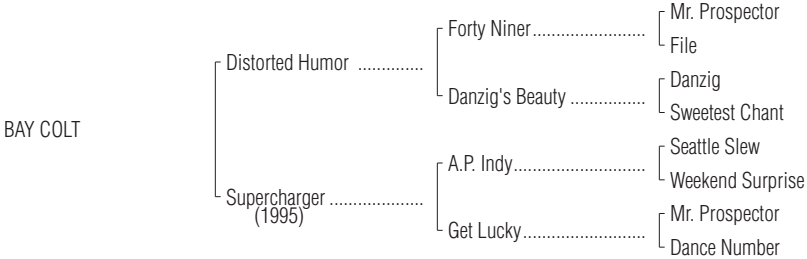 Mr. Prospector
Forty Niner........................
File
Distorted Humor ..............
Danzig
Danzig's Beauty ................
Sweetest Chant
BAY COLT
Seattle Slew
A.P. Indy............................
Weekend Surprise
Supercharger ....................
(1995)
Mr. Prospector
Get Lucky..........................
Dance Number